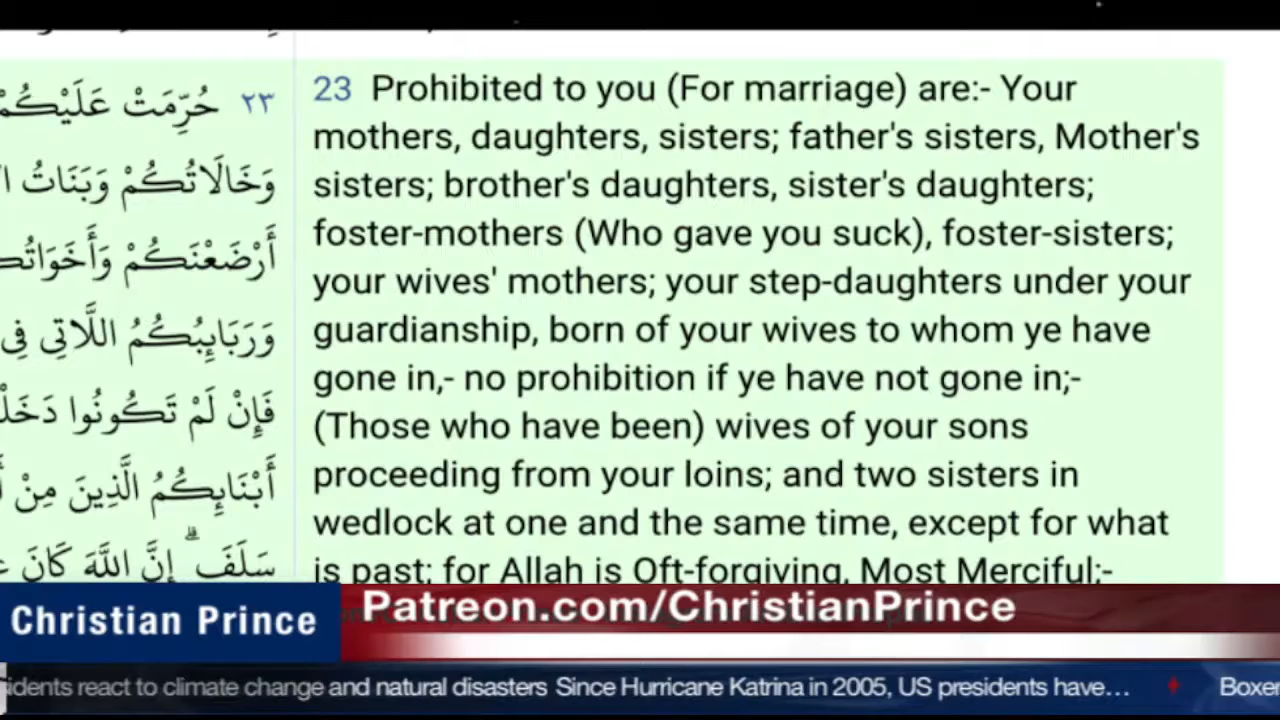 ٢٣ حُرِّمَتْ عَلَيْكُمْ
وَخَالَاتُكُمْ وَبَنَاتُ
أَرْضَعْنَكُمْ
وَرَبَائِبُكُمُ اللَّاتِي فِي
فَإِنْ لَمْ تَكُونُوا
أَبْنَائِكُمُ الَّذِينَ مِنْ
سَلَفَ ۗ إِنَّ اللَّهَ كَانَ
23 Prohibited to you (For marriage) are:- Your
mothers, daughters, sisters; father's sisters, Mother's
sisters; brother's daughters, sister's daughters;
foster-mothers (Who gave you suck), foster-sisters;
your wives' mothers; your step-daughters under your
guardianship, born of your wives to whom ye have
gone in,- no prohibition if ye have not gone in;-
(Those who have been) wives of your sons
proceeding from your loins; and two sisters in
wedlock at one and the same time, except for what
is past; for Allah is Oft-forgiving, Most Merciful;-
Christian Prince
Patreon.com/ChristianPrince
react to climate change and natural disasters Since Hurricane Katrina in 2005, US presidents have...